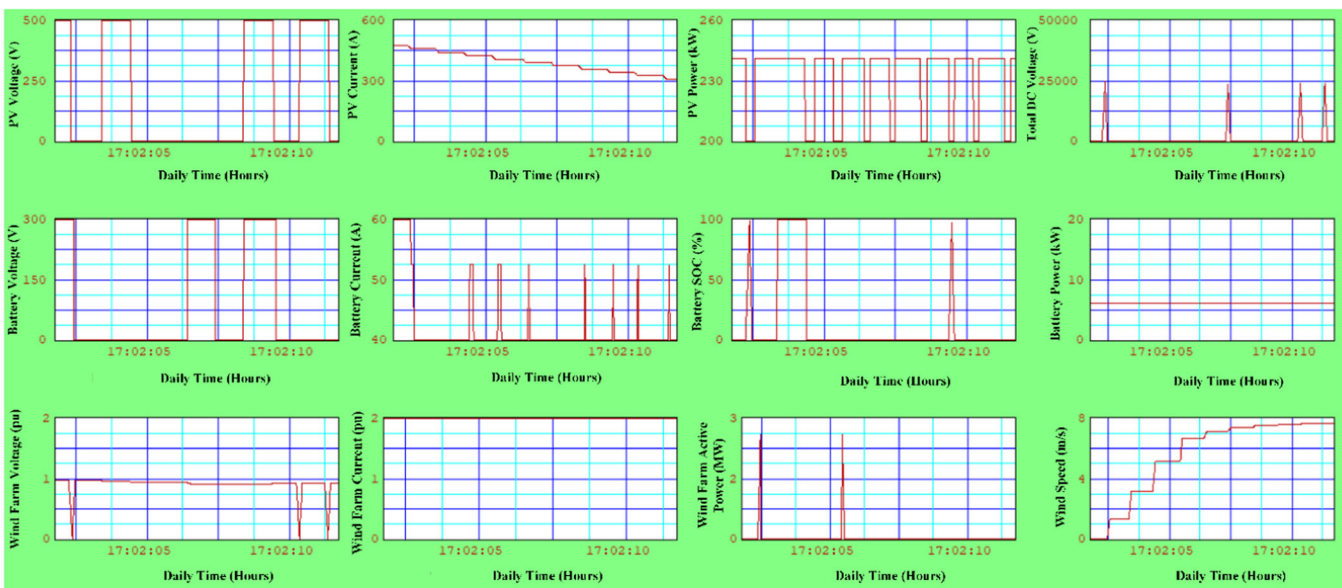 PV Voltage (V)
500
250
0
17:02:05
17:02:10
Daily Time (Hours)
PV Current (A)
600
300
0
17:02:05
17:02:10
Daily Time (Hours)
PV Power (kW)
260
230
200
17:02:05
17:02:10
Daily Time (Hours)
Total DC Voltage (V)
50000
25000
0
17:02:05
17:02:10
Daily Time (Hours)
Battery Voltage (V)
300
150
0
17:02:05
17:02:10
Daily Time (Hours)
Battery Current (A)
60
50
40
17:02:05
17:02:10
Daily Time (Hours)
Battery SOC (%)
100
50
0
17:02:05
17:02:10
Daily Time (Hours)
Battery Power (kW)
20
10
0
17:02:05
17:02:10
Daily Time (Hours)
Wind Farm Voltage (pu)
2
1
0
17:02:05
17:02:10
Daily Time (Hours)
Wind Farm Current (pu)
2
1
0
17:02:05
17:02:10
Daily Time (Hours)
Wind Farm Active
Power (MW)
3
2
0
17:02:05
17:02:10
Daily Time (Hours)
Wind Speed (m/s)
8
4
0
17:02:05
17:02:10
Daily Time (Hours)